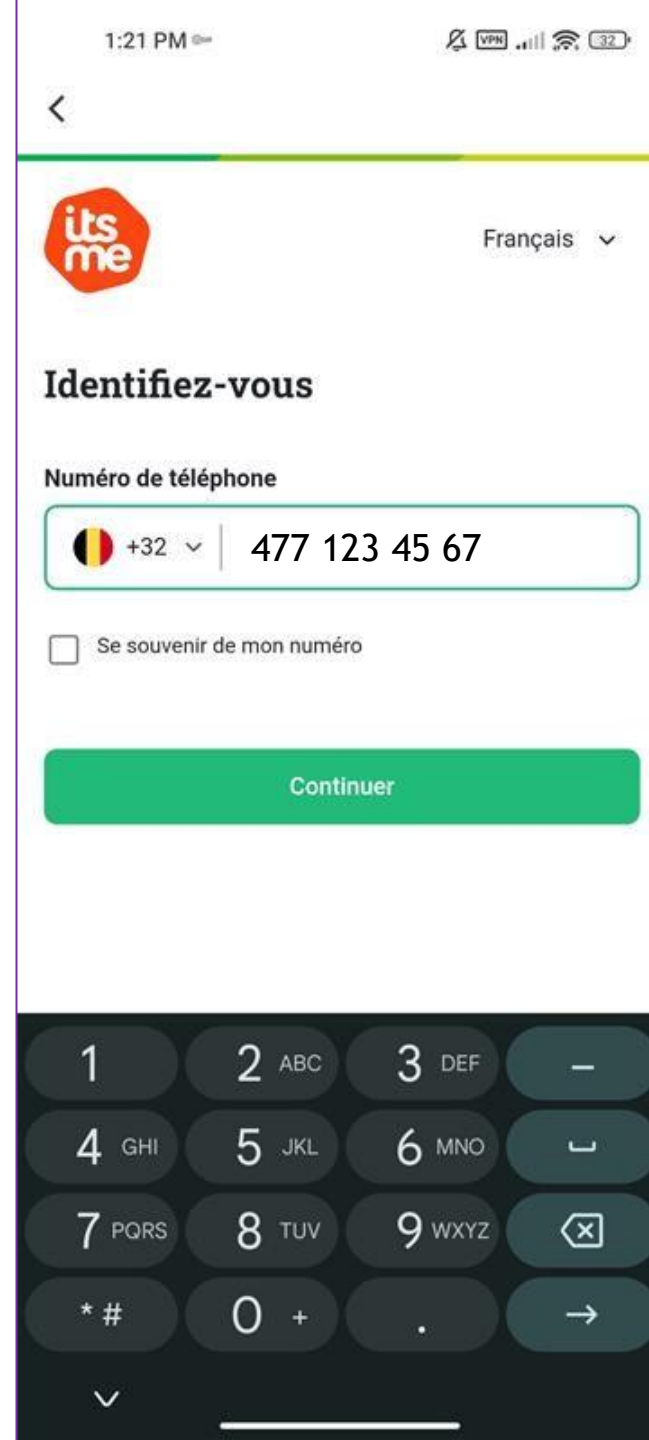 1:21 PM
VPN 32
its
me
Français
Identifiez-vous
Numéro de téléphone
+32 477 123 45 67
Se souvenir de mon numéro
Continuer
1 2 ABC 3 DEF –
4 GHI 5 JKL 6 MNO
7 PQRS 8 TUV 9 WXYZ
* # 0 + .